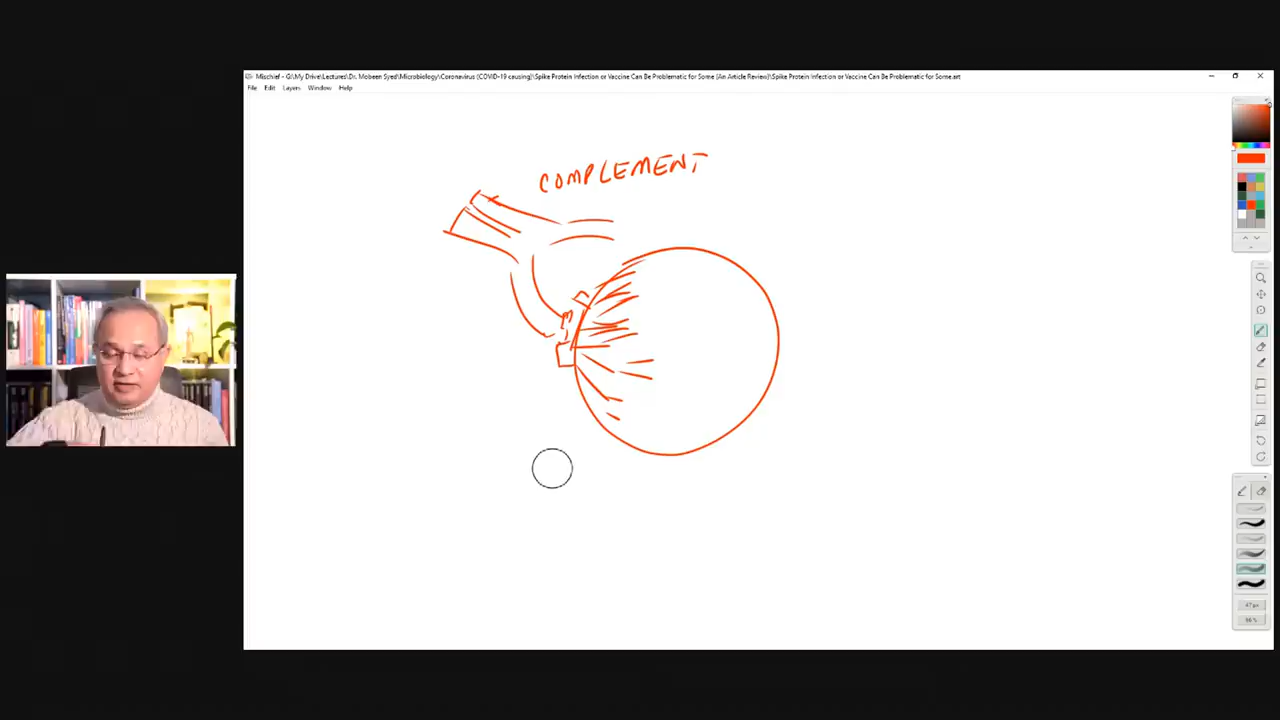 Mischief - G:\My Drive\Lectures\Dr. Mobeen Syed\Microbiology\Coronavirus (COVID-19 causing)\Spike Protein Infection or Vaccine Can Be Problematic for Some (An Article Review)\Spike Protein Infection or Vaccine Can Be Problematic for Some.art
File Edit Layers Window Help
COMPLEMENT
47 px